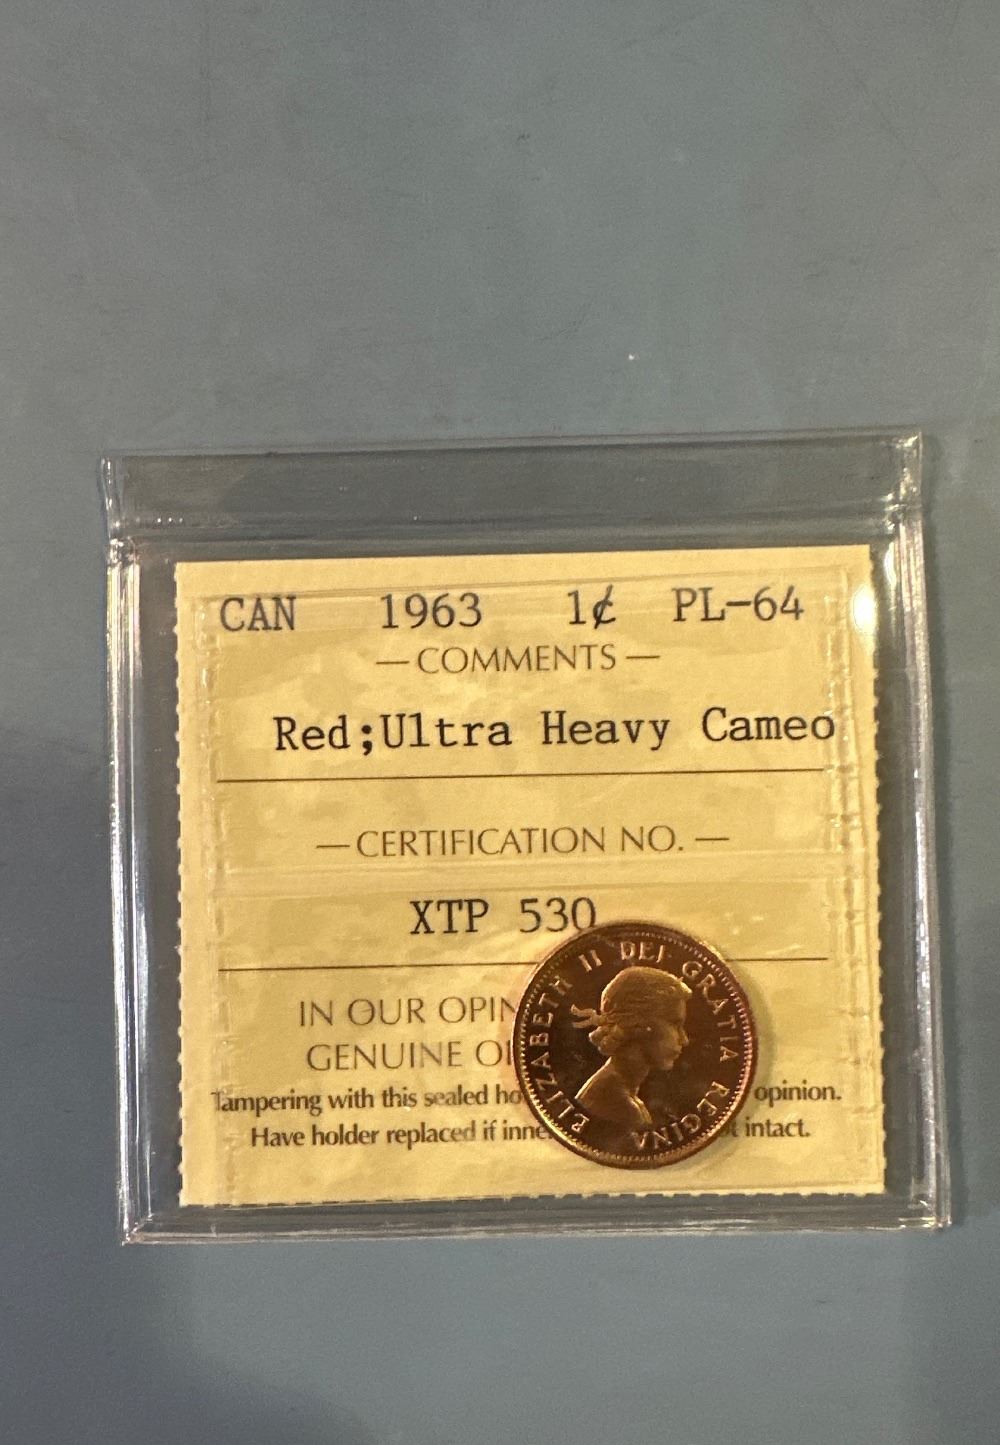 CAN 1963 1¢ PL-64
— COMMENTS —
Red;Ultra Heavy Cameo
— CERTIFICATION NO. —
XTP 530
IN OUR OPIN
GENUINE
Tampering with this sealed ho opinion.
Have holder replaced if inne intact.
ELIZABETH II DEI GRATIA REGINA